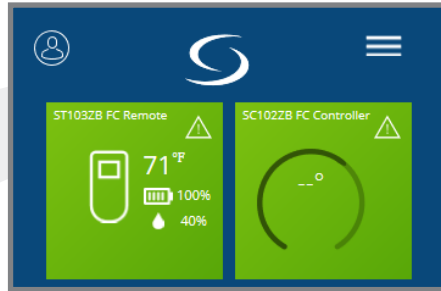 ST103ZB FC Remote
71°F
100%
40%
SC102ZB FC Controller
--°